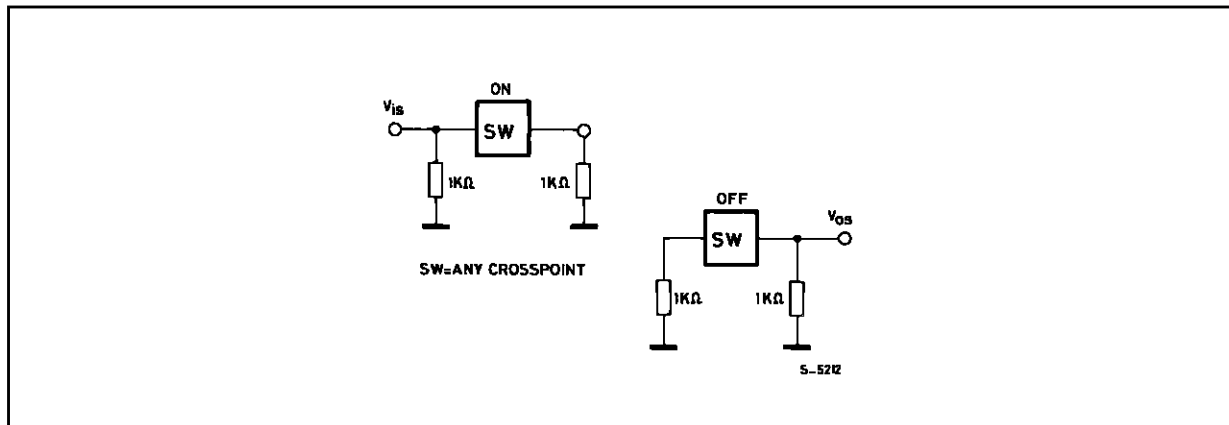 ON
Vis
SW
1KΩ
1KΩ
SW=ANY CROSSPOINT
OFF
SW
Vos
1KΩ
1KΩ
S-5212